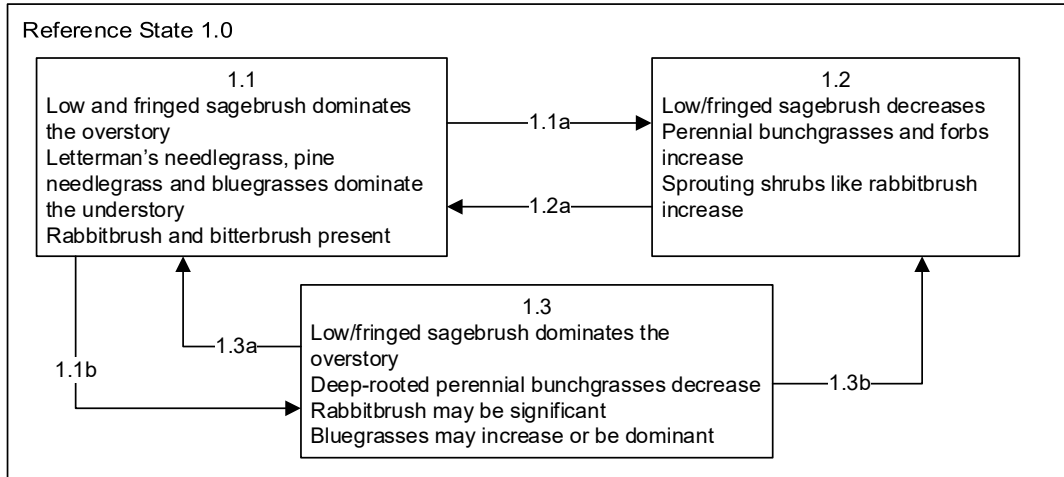 Reference State 1.0
1.1
Low and fringed sagebrush dominates
the overstory
Letterman's needlegrass, pine
needlegrass and bluegrasses dominate
the understory
Rabbitbrush and bitterbrush present
1.1a
1.2a
1.2
Low/fringed sagebrush decreases
Perennial bunchgrasses and forbs
increase
Sprouting shrubs like rabbitbrush
increase
1.1b
1.3a
1.3
Low/fringed sagebrush dominates the
overstory
Deep-rooted perennial bunchgrasses decrease
Rabbitbrush may be significant
Bluegrasses may increase or be dominant
1.3b